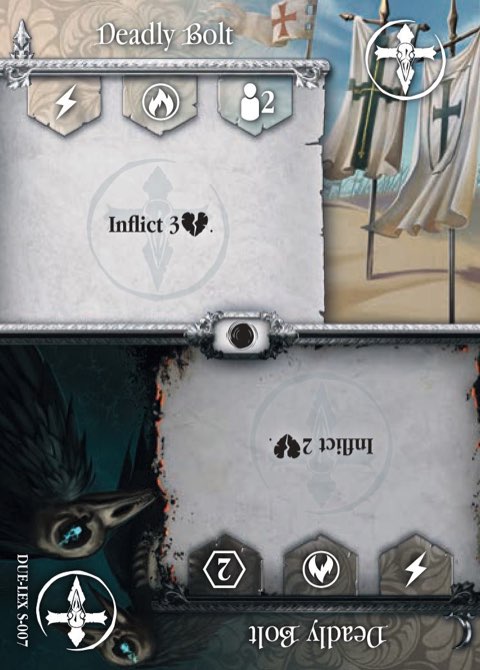 Deadly Bolt
2
Inflict 3.
Inflict 2.
2
Deadly Bolt
DUE-LEX S-007